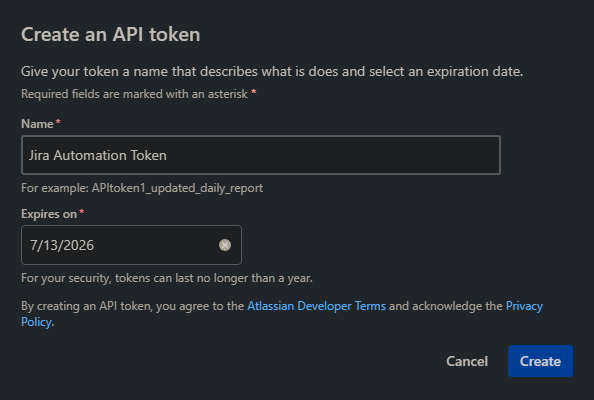 Create an API token
Give your token a name that describes what is does and select an expiration date.
Required fields are marked with an asterisk *
Name *
Jira Automation Token
For example: APItoken1_updated_daily_report
Expires on *
7/13/2026
For your security, tokens can last no longer than a year.
By creating an API token, you agree to the Atlassian Developer Terms and acknowledge the Privacy
Policy.
Cancel Create